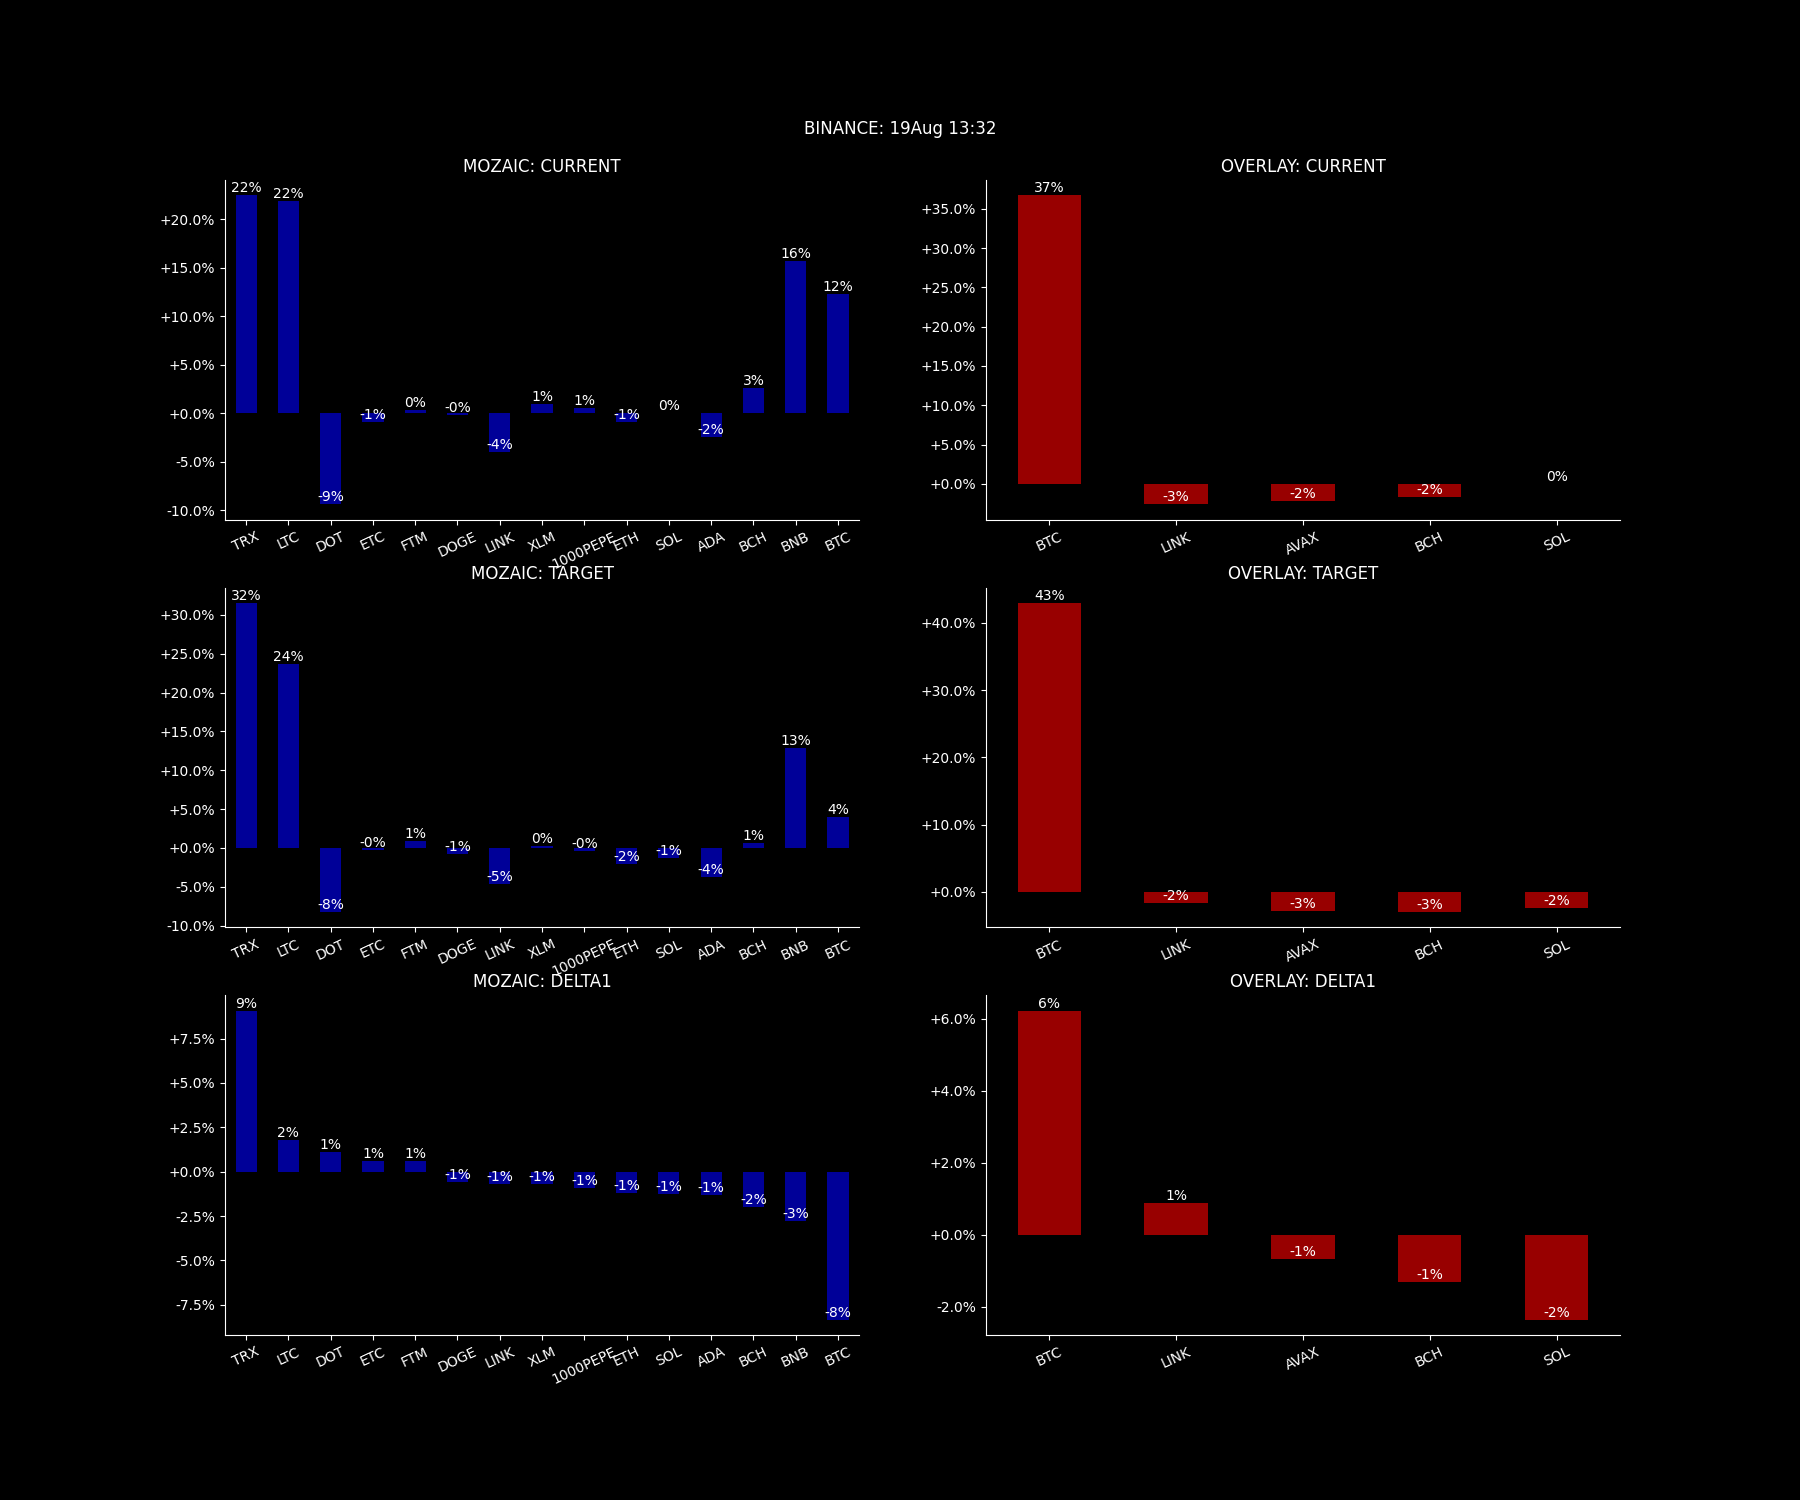 BINANCE: 19Aug 13:32
MOZAIC: CURRENT
22% 22% -9% -1% 0% -0% -4% 1% 1% -1% 0% -2% 3% 16% 12%
+20.0%
+15.0%
+10.0%
+5.0%
+0.0%
-5.0%
-10.0%
TRX LTC DOT ETC FTM DOGE LINK XLM 1000PEPE ETH SOL ADA BCH BNB BTC
OVERLAY: CURRENT
37% -3% -2% -2% 0%
+35.0%
+30.0%
+25.0%
+20.0%
+15.0%
+10.0%
+5.0%
+0.0%
BTC LINK AVAX BCH SOL
MOZAIC: TARGET
32% 24% -8% -0% 1% -1% -5% 0% -0% -2% -1% -4% 1% 13% 4%
+30.0%
+25.0%
+20.0%
+15.0%
+10.0%
+5.0%
+0.0%
-5.0%
-10.0%
TRX LTC DOT ETC FTM DOGE LINK XLM 1000PEPE ETH SOL ADA BCH BNB BTC
OVERLAY: TARGET
43% -2% -3% -3% -2%
+40.0%
+30.0%
+20.0%
+10.0%
+0.0%
BTC LINK AVAX BCH SOL
MOZAIC: DELTA1
9% 2% 1% 1% 1% -1% -1% -1% -1% -1% -1% -1% -2% -3% -8%
+7.5%
+5.0%
+2.5%
+0.0%
-2.5%
-5.0%
-7.5%
TRX LTC DOT ETC FTM DOGE LINK XLM 1000PEPE ETH SOL ADA BCH BNB BTC
OVERLAY: DELTA1
6% 1% -1% -1% -2%
+6.0%
+4.0%
+2.0%
+0.0%
-2.0%
BTC LINK AVAX BCH SOL